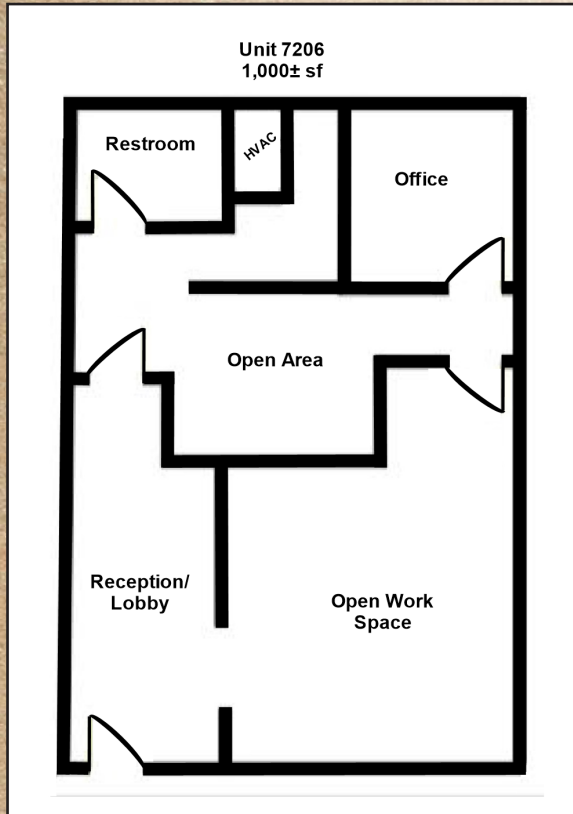 Unit 7206
1,000± sf
Restroom
HVAC
Office
Open Area
Reception/
Lobby
Open Work
Space